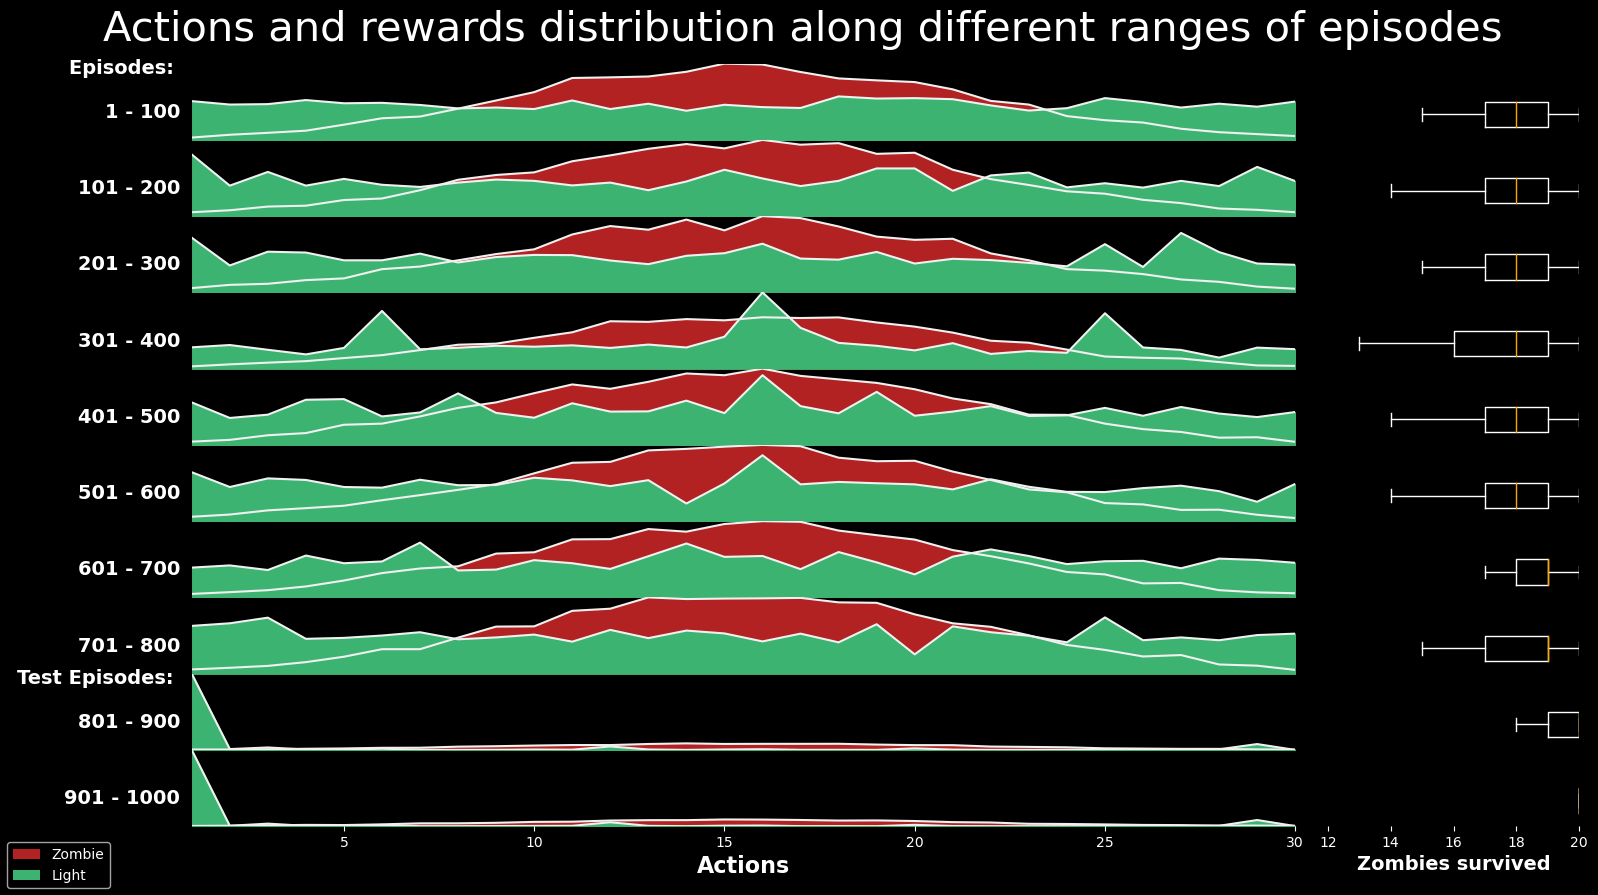 Actions and rewards distribution along different ranges of episodes
Episodes:
1 - 100
101 - 200
201 - 300
301 - 400
401 - 500
501 - 600
601 - 700
701 - 800
Test Episodes:
801 - 900
901 - 1000
5 10 15 20 25 30 12 14 16 18 20
Actions
Zombies survived
Zombie
Light